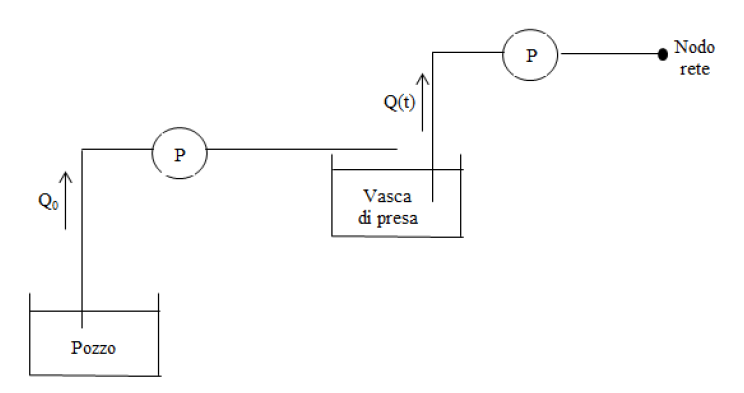 Nodo
rete
P
Q(t)
P
Vasca
di presa
Q₀
Pozzo